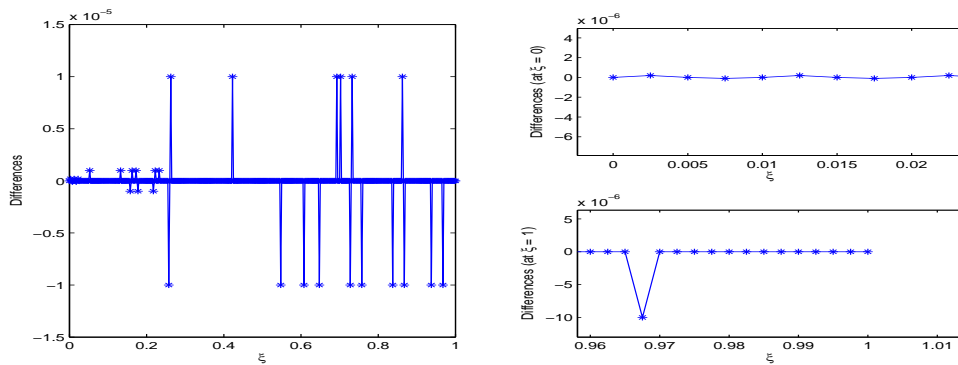 × 10⁻⁵
1.5
1
0.5
0
−0.5
−1
−1.5
Differences
0 0.2 0.4 0.6 0.8 1
ξ
× 10⁻⁶
4
2
0
−2
−4
−6
Differences (at ξ = 0)
0 0.005 0.01 0.015 0.02
ξ
× 10⁻⁶
5
0
−5
−10
Differences (at ξ = 1)
0.96 0.97 0.98 0.99 1 1.01
ξ